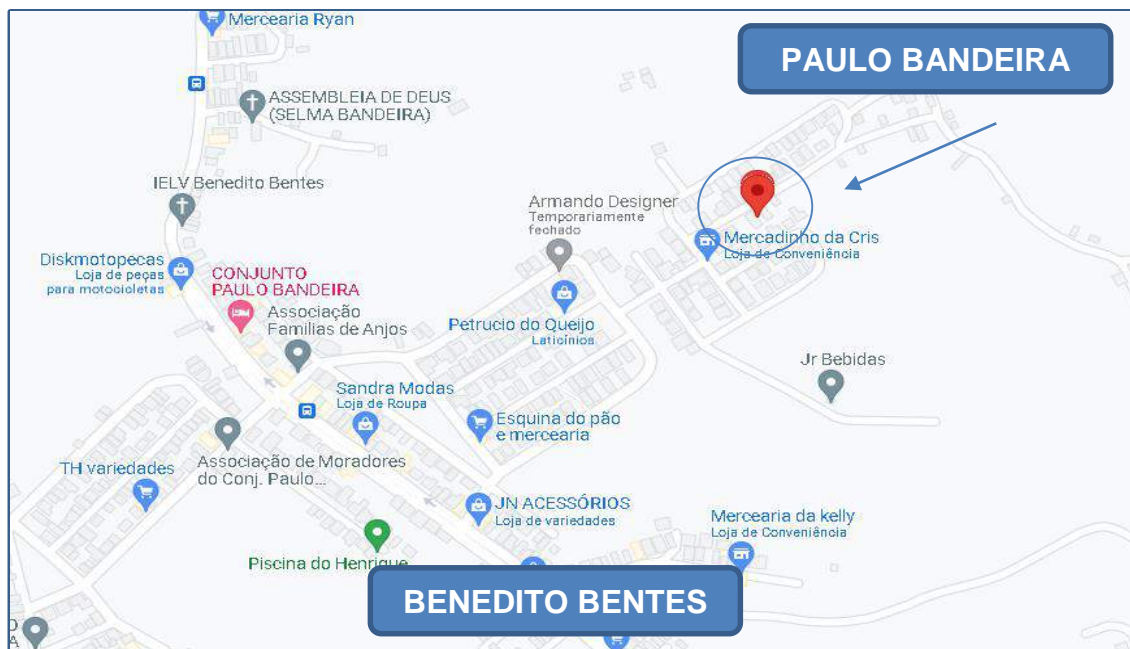 Mercearia Ryan
PAULO BANDEIRA
ASSEMBLEIA DE DEUS
(SELMA BANDEIRA)
IELV Benedito Bentes
Armando Designer
Temporariamente
fechado
Mercadinho da Cris
Loja de Conveniência
Diskmotopecas
Loja de peças
para motocicletas
CONJUNTO
PAULO BANDEIRA
Associação
Familias de Anjos
Petrucio do Queijo
Laticínios
Jr Bebidas
Sandra Modas
Loja de Roupa
Esquina do pão
e mercearia
Associação de Moradores
do Conj. Paulo...
TH variedades
JN ACESSÓRIOS
Loja de variedades
Mercearia da kelly
Loja de Conveniência
Piscina do Henrique
BENEDITO BENTES